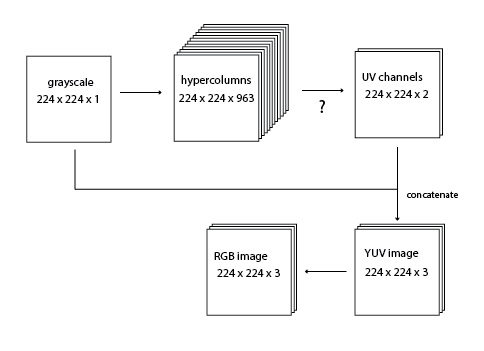 grayscale
224 x 224 x 1
hypercolumns
224 x 224 x 963
?
UV channels
224 x 224 x 2
concatenate
RGB image
224 x 224 x 3
YUV image
224 x 224 x 3